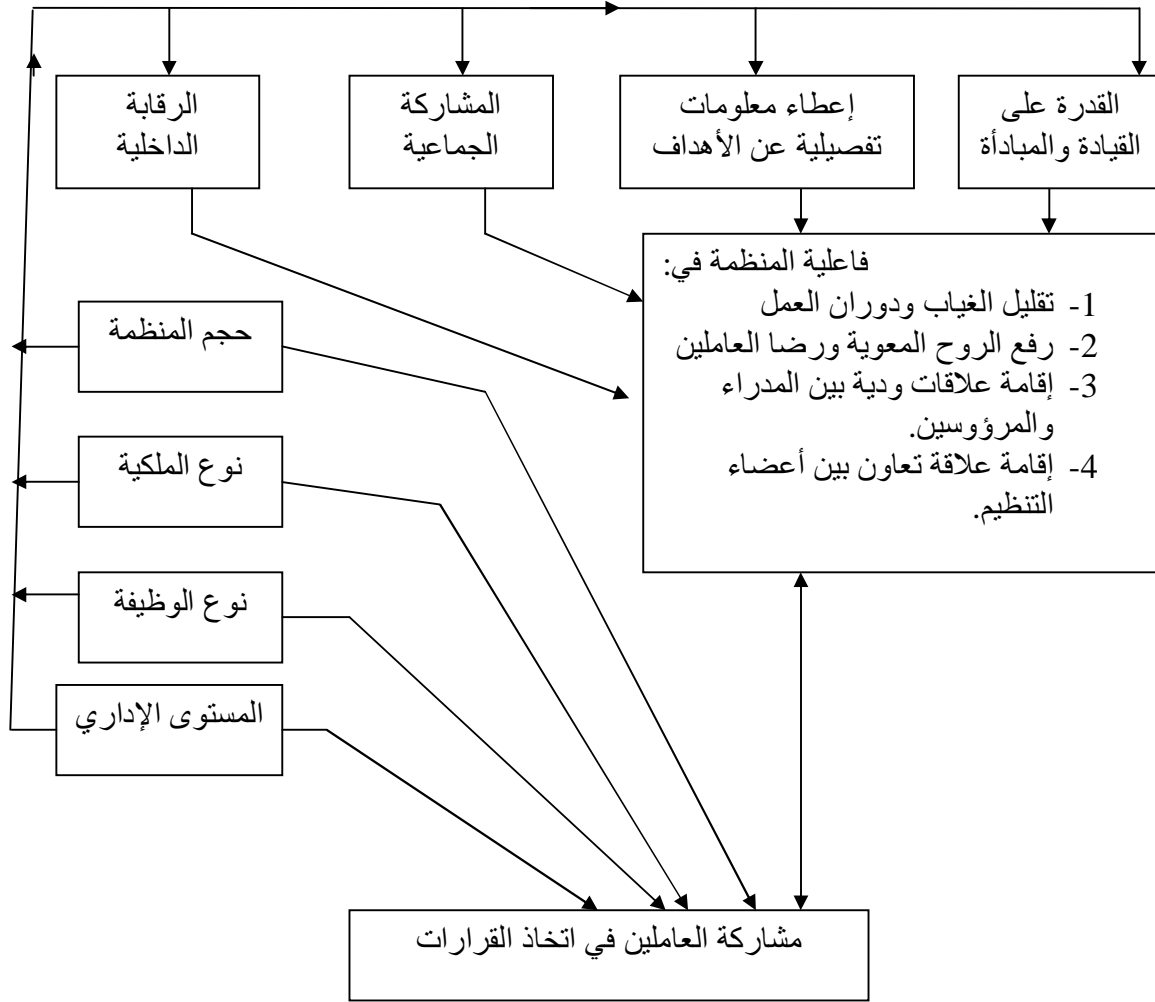 القدرة على
القيادة والمبادأة
إعطاء معلومات
تفصيلية عن الأهداف
المشاركة
الجماعية
الرقابة
الداخلية
فاعلية المنظمة في:
1- تقليل الغياب ودوران العمل
2- رفع الروح المعوية ورضا العاملين
3- إقامة علاقات ودية بين المدراء
والمرؤوسين.
4- إقامة علاقة تعاون بين أعضاء
التنظيم.
حجم المنظمة
نوع الملكية
نوع الوظيفة
المستوى الإداري
مشاركة العاملين في اتخاذ القرارات